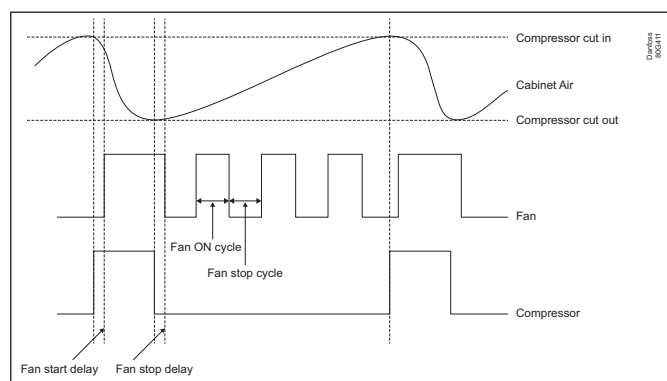 Compressor cut in
Danfoss
80G411
Cabinet Air
Compressor cut out
Fan
Fan ON cycle
Fan stop cycle
Compressor
Fan start delay
Fan stop delay